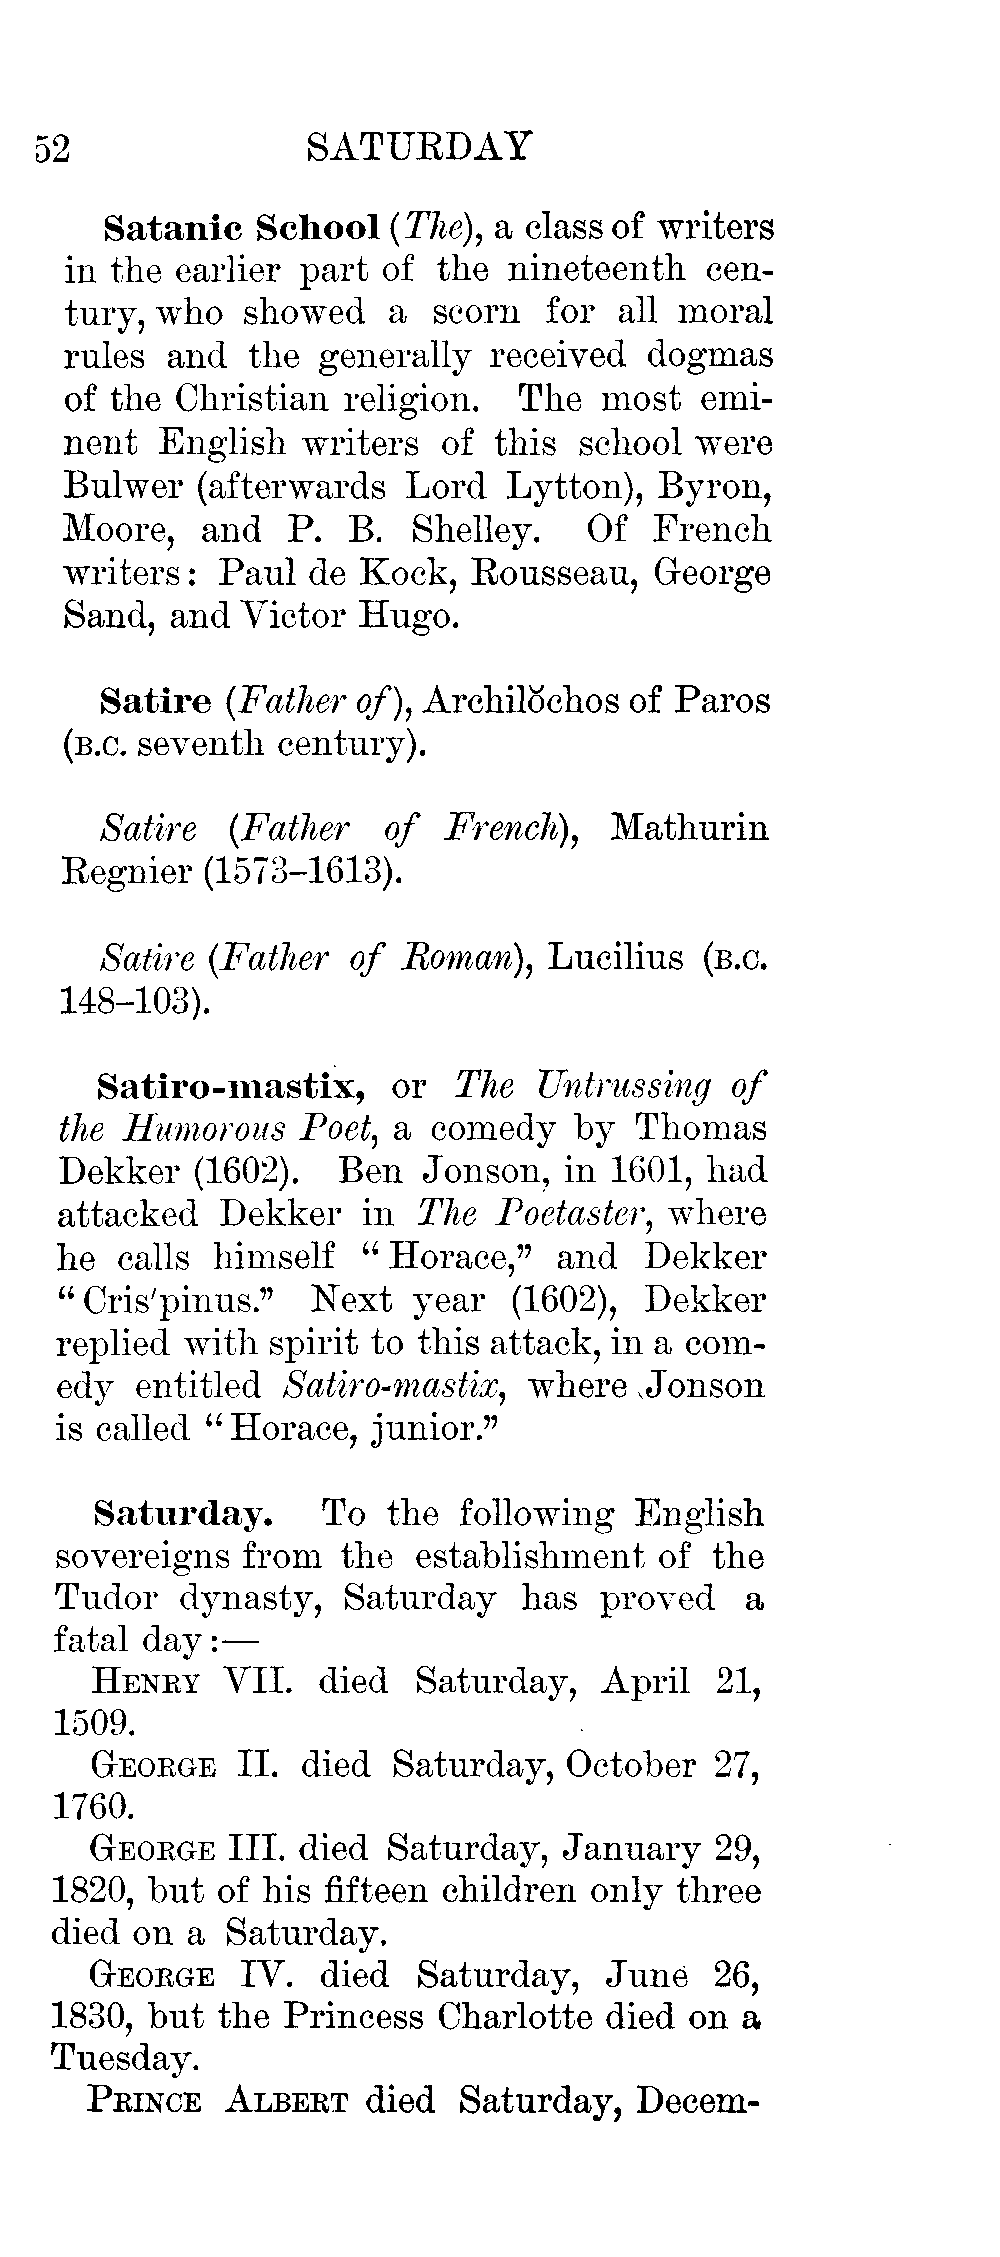 52 SATURDAY
Satanic School (The), a class of writers
in the earlier part of the nineteenth cen-
tury, who showed a scorn for all moral
rules and the generally received dogmas
of the Christian religion. The most emi-
nent English writers of this school were
Bulwer (afterwards Lord Lytton), Byron,
Moore, and P. B. Shelley. Of French
writers: Paul de Kock, Rousseau, George
Sand, and Victor Hugo.
Satire (Father of), Archilŏchos of Paros
(B.C. seventh century).
Satire (Father of French), Mathurin
Regnier (1573–1613).
Satire (Father of Roman), Lucilius (B.C.
148–103).
Satiro-mastix, or The Untrussing of
the Humorous Poet, a comedy by Thomas
Dekker (1602). Ben Jonson, in 1601, had
attacked Dekker in The Poetaster, where
he calls himself “Horace,” and Dekker
“Cris'pinus.” Next year (1602), Dekker
replied with spirit to this attack, in a com-
edy entitled Satiro-mastix, where Jonson
is called “Horace, junior.”
Saturday. To the following English
sovereigns from the establishment of the
Tudor dynasty, Saturday has proved a
fatal day:—
HENRY VII. died Saturday, April 21,
1509.
GEORGE II. died Saturday, October 27,
1760.
GEORGE III. died Saturday, January 29,
1820, but of his fifteen children only three
died on a Saturday.
GEORGE IV. died Saturday, June 26,
1830, but the Princess Charlotte died on a
Tuesday.
PRINCE ALBERT died Saturday, Decem-